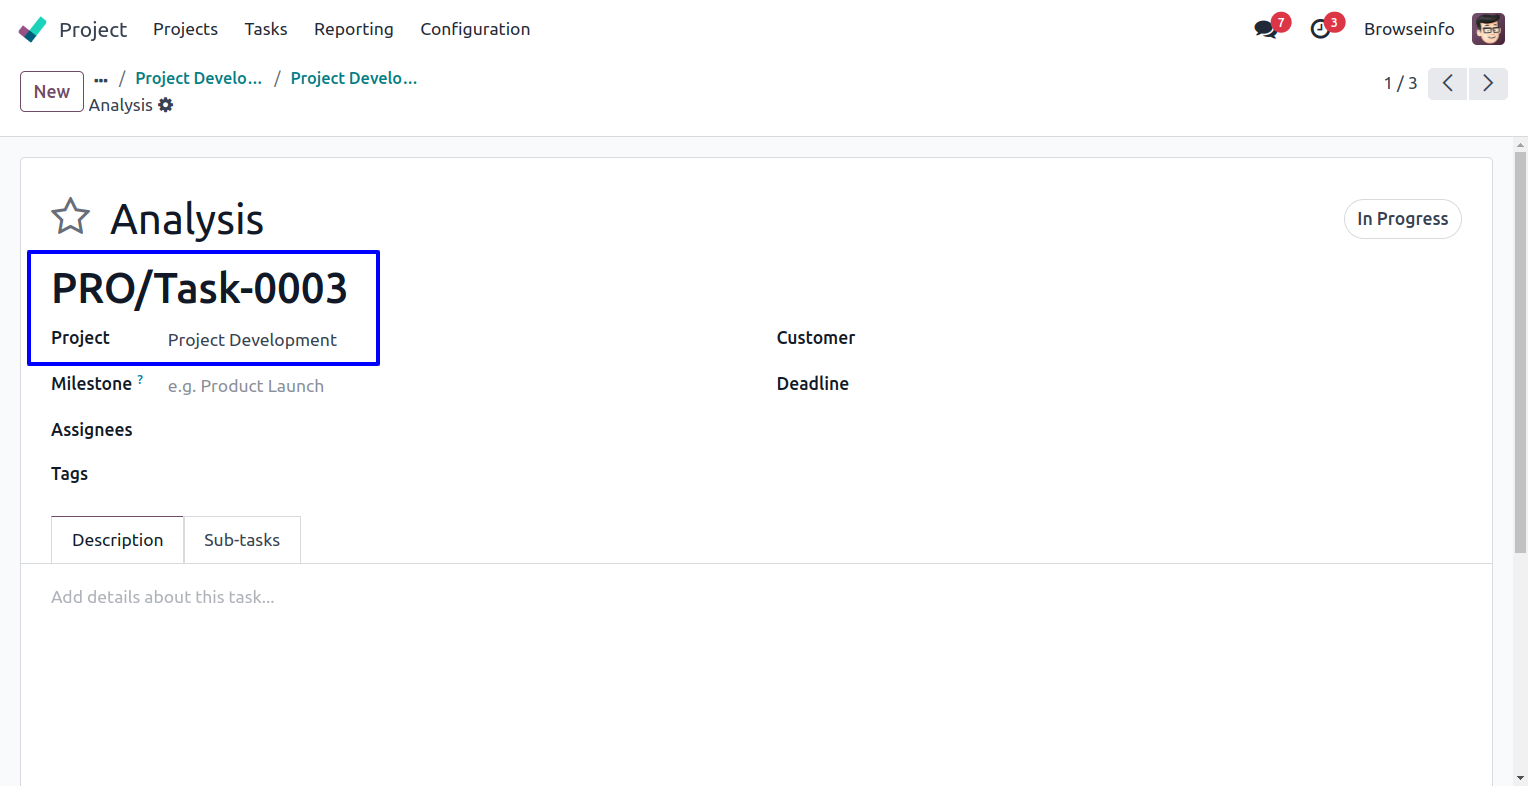 Project Projects Tasks Reporting Configuration 7 3 Browseinfo
New ... / Project Develo... / Project Develo... 1 / 3
Analysis
Analysis In Progress
PRO/Task-0003
Project Project Development Customer
Milestone ? e.g. Product Launch Deadline
Assignees
Tags
Description Sub-tasks
Add details about this task...